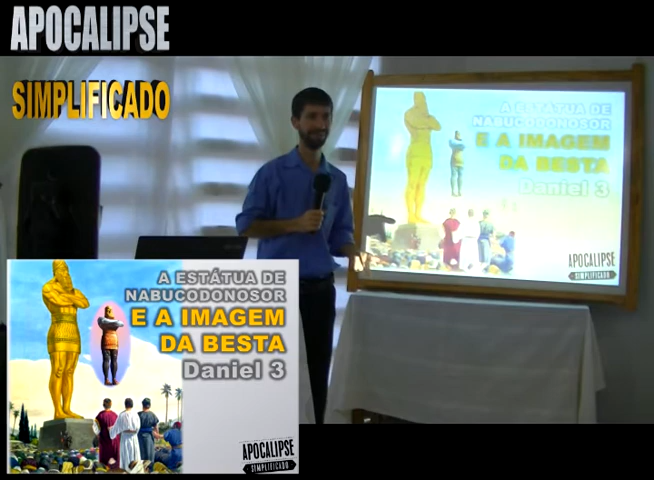 APOCALIPSE
SIMPLIFICADO
A ESTÁTUA DE
NABUCODONOSOR
E A IMAGEM
DA BESTA
Daniel 3
APOCALIPSE
SIMPLIFICADO
A ESTÁTUA DE
NABUCODONOSOR
E A IMAGEM
DA BESTA
Daniel 3
APOCALIPSE
SIMPLIFICADO